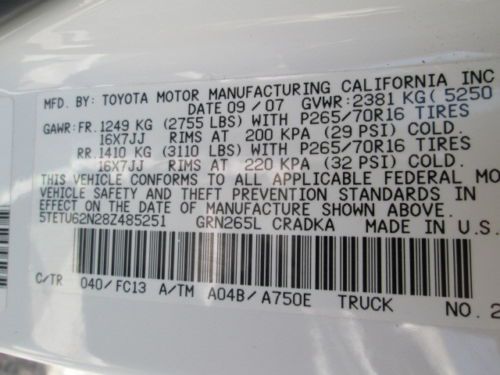 MFD. BY: TOYOTA MOTOR MANUFACTURING CALIFORNIA INC
DATE 09 / 07 GVWR: 2381 KG( 5250
GAWR: FR. 1249 KG (2755 LBS) WITH P265/70R16 TIRES
16X7JJ RIMS AT 200 KPA (29 PSI) COLD.
RR. 1410 KG (3110 LBS) WITH P265/70R16 TIRES
16X7JJ RIMS AT 220 KPA (32 PSI) COLD.
THIS VEHICLE CONFORMS TO ALL APPLICABLE FEDERAL MO
VEHICLE SAFETY AND THEFT PREVENTION STANDARDS IN
EFFECT ON THE DATE OF MANUFACTURE SHOWN ABOVE.
5TETU62N28Z485251 GRN265L CRADKA MADE IN U.S.
C/TR 040/FC13 A/TM A04B/A750E TRUCK NO. 2